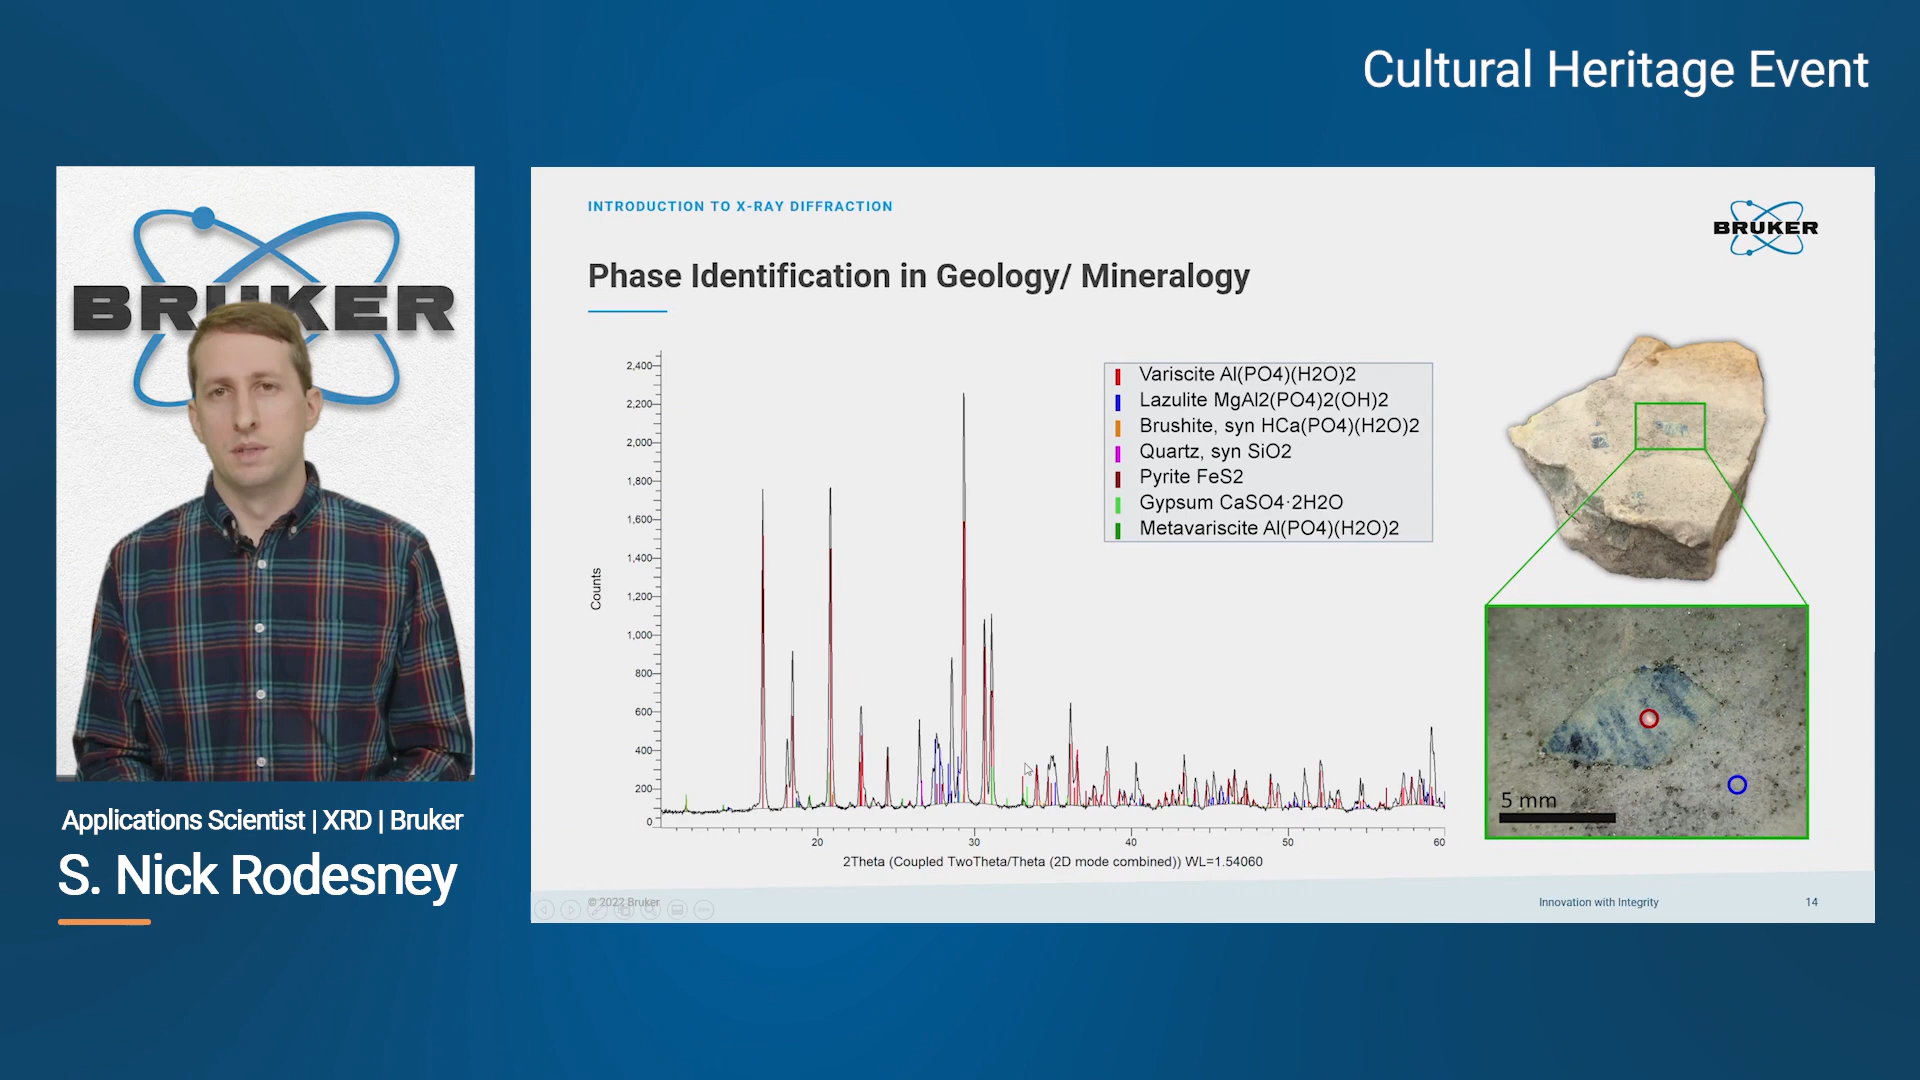 Cultural Heritage Event
BRUKER
Applications Scientist | XRD | Bruker
S. Nick Rodesney
INTRODUCTION TO X-RAY DIFFRACTION
BRUKER
Phase Identification in Geology/ Mineralogy
2,400
2,200
2,000
1,800
1,600
1,400
1,200
1,000
800
600
400
200
0
Counts
20 30 40 50 60
2Theta (Coupled TwoTheta/Theta (2D mode combined)) WL=1.54060
Variscite Al(PO4)(H2O)2
Lazulite MgAl2(PO4)2(OH)2
Brushite, syn HCa(PO4)(H2O)2
Quartz, syn SiO2
Pyrite FeS2
Gypsum CaSO4·2H2O
Metavariscite Al(PO4)(H2O)2
5 mm
© 2022 Bruker
Innovation with Integrity
14